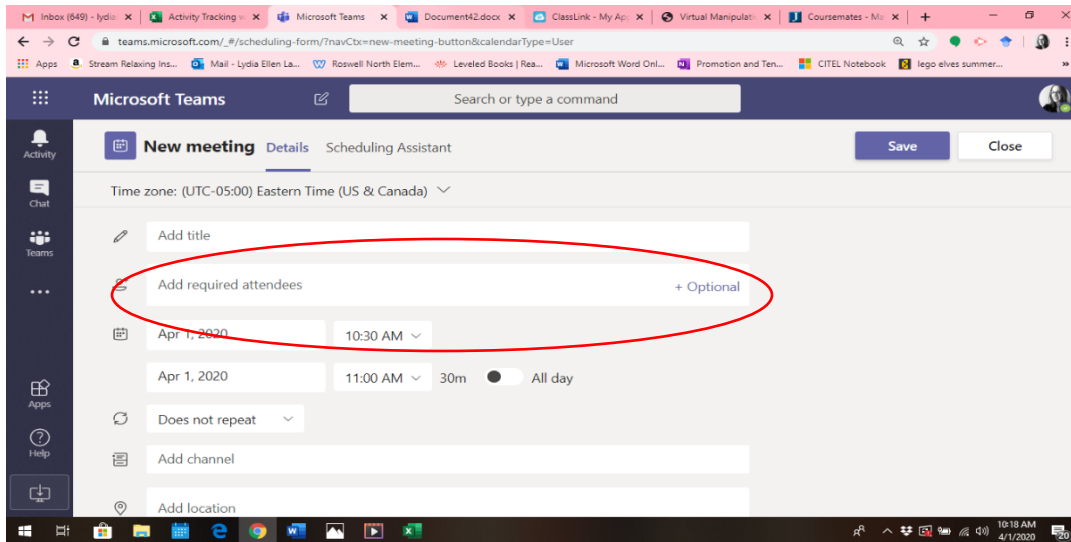 Inbox (649) - lydia
Activity Tracking w
Microsoft Teams
Document42.docx
ClassLink - My Ap
Virtual Manipulati
Coursemates - Ma
teams.microsoft.com/_#/scheduling-form/?navCtx=new-meeting-button&calendarType=User
Apps
Stream Relaxing Ins...
Mail - Lydia Ellen La...
Roswell North Elem...
Leveled Books | Rea...
Microsoft Word Onl...
Promotion and Ten...
CITEL Notebook
lego elves summer...
Microsoft Teams
Search or type a command
Activity
Chat
Teams
Apps
Help
New meeting Details Scheduling Assistant
Save Close
Time zone: (UTC-05:00) Eastern Time (US & Canada)
Add title
Add required attendees + Optional
Apr 1, 2020 10:30 AM
Apr 1, 2020 11:00 AM 30m All day
Does not repeat
Add channel
Add location
10:18 AM
4/1/2020
20